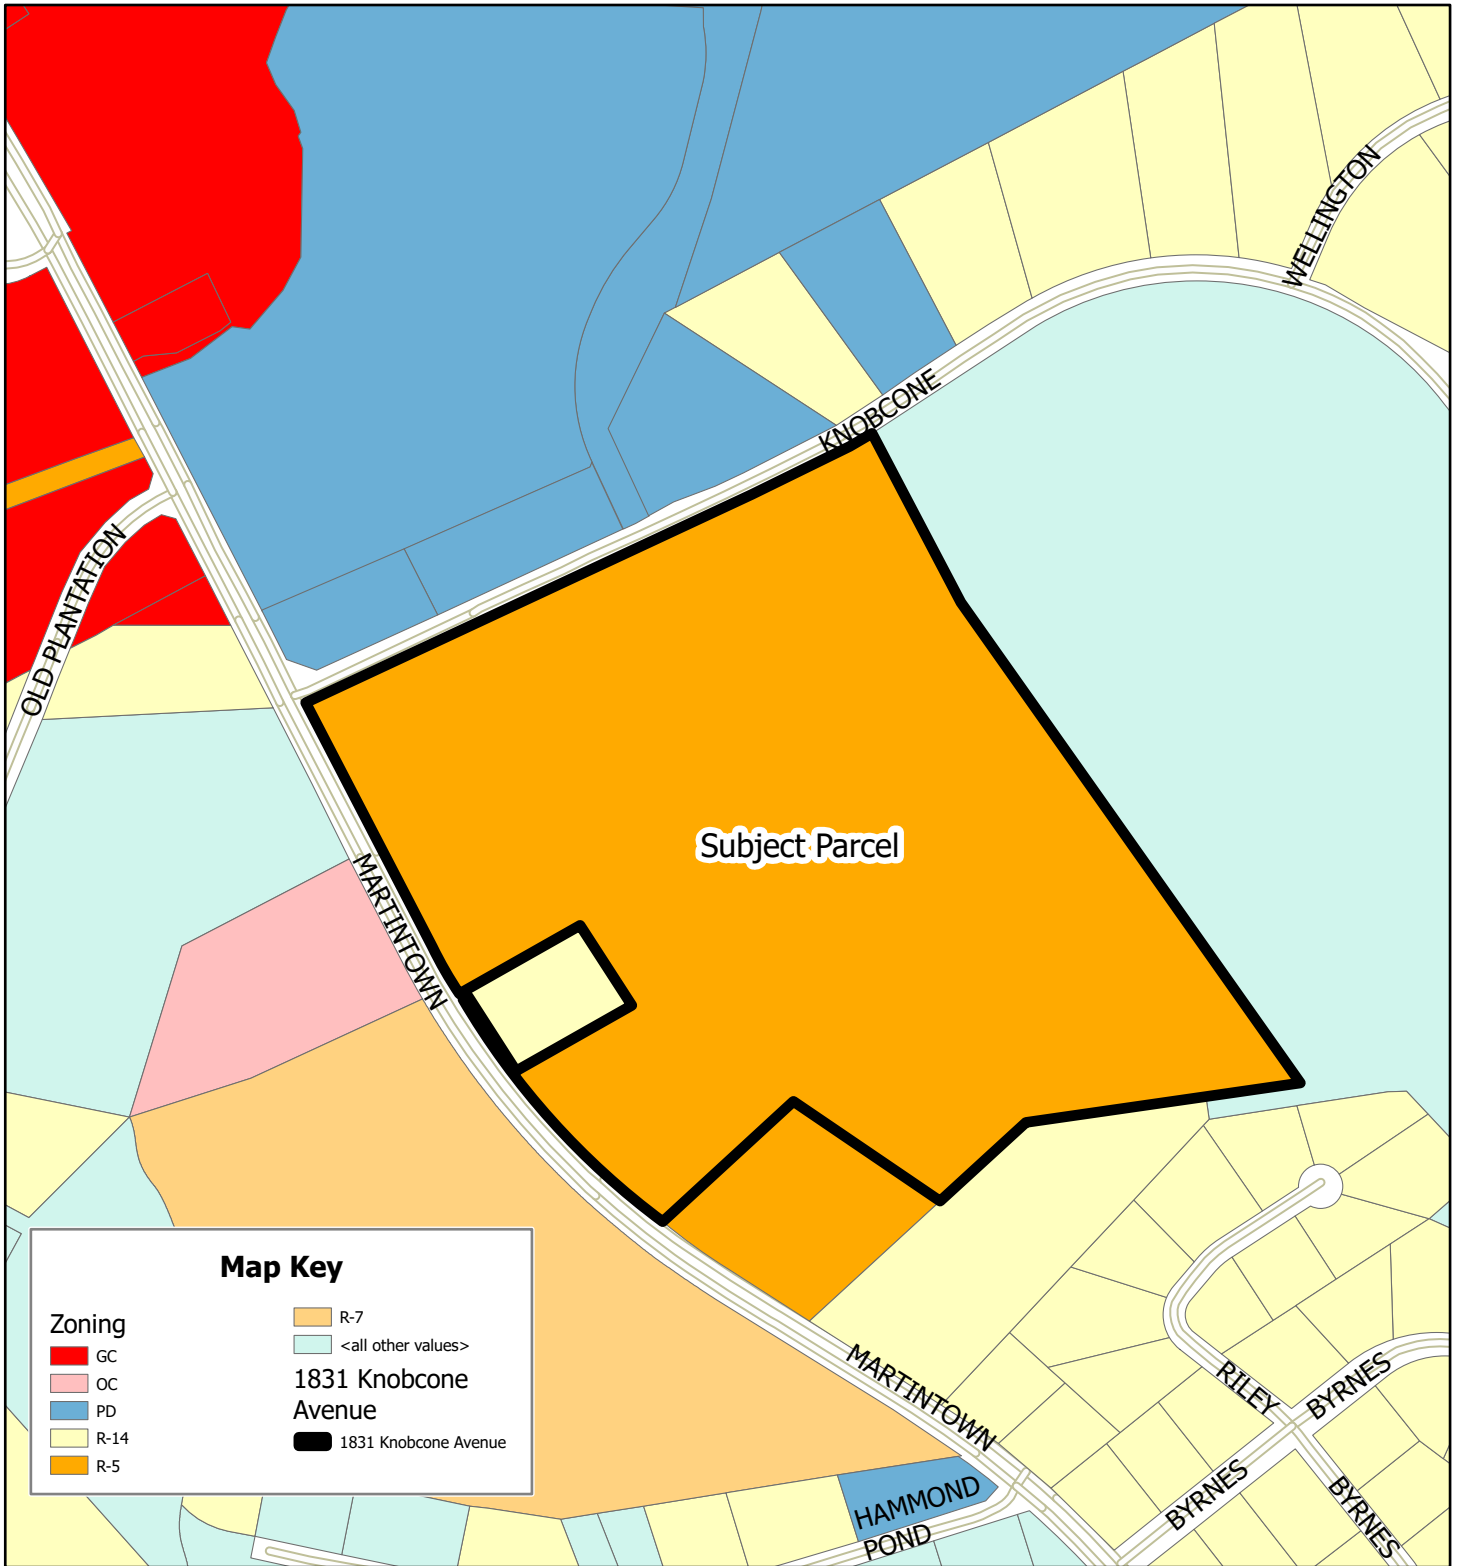 WELLINGTON
KNOBCONE
OLD PLANTATION
Subject Parcel
MARTINTOWN
MARTINTOWN
RILEY
BYRNES
BYRNES
BYRNES
HAMMOND
POND
Map Key
Zoning
GC
OC
PD
R-14
R-5
R-7
<all other values>
1831 Knobcone
Avenue
1831 Knobcone Avenue